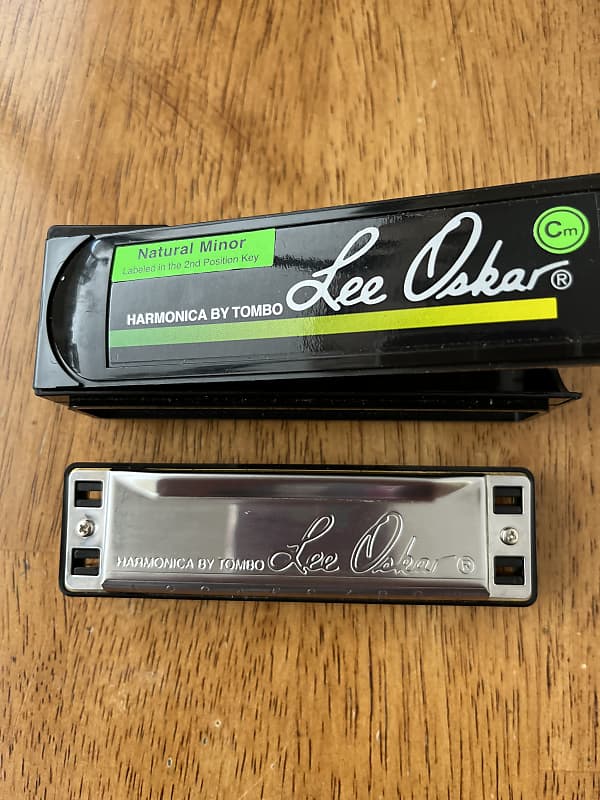 Natural Minor
Labeled in the 2nd Position Key
Cm
Lee Oskar®
HARMONICA BY TOMBO
HARMONICA BY TOMBO Lee Oskar ®